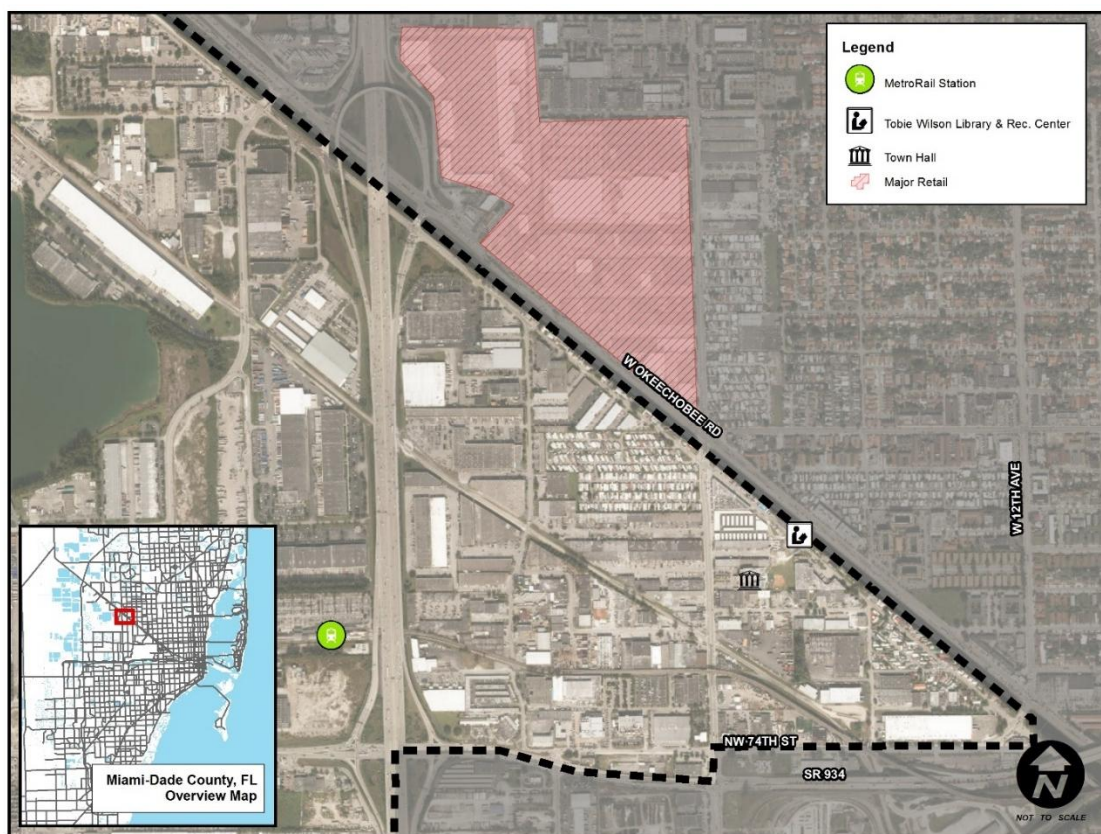 Legend
MetroRail Station
Tobie Wilson Library & Rec. Center
Town Hall
Major Retail
W OKEECHOBEE RD
W 12TH AVE
NW 74TH ST
SR 934
Miami-Dade County, FL
Overview Map
N
NOT TO SCALE